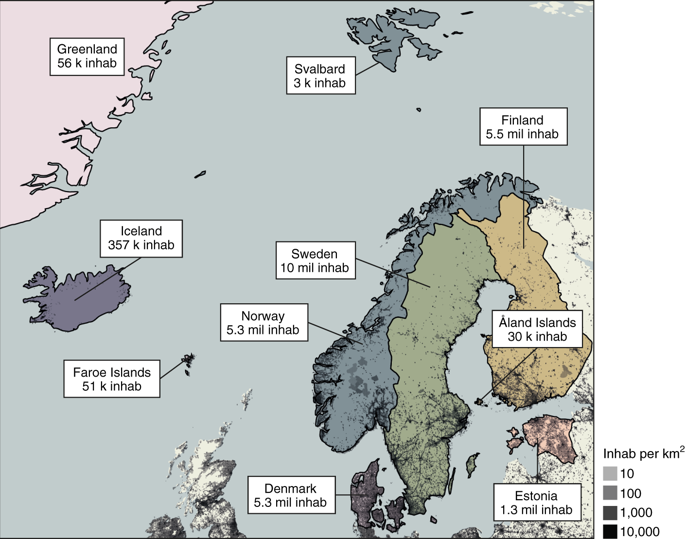 Greenland
56 k inhab
Svalbard
3 k inhab
Finland
5.5 mil inhab
Iceland
357 k inhab
Sweden
10 mil inhab
Norway
5.3 mil inhab
Åland Islands
30 k inhab
Faroe Islands
51 k inhab
Denmark
5.3 mil inhab
Estonia
1.3 mil inhab
Inhab per km²
10
100
1,000
10,000